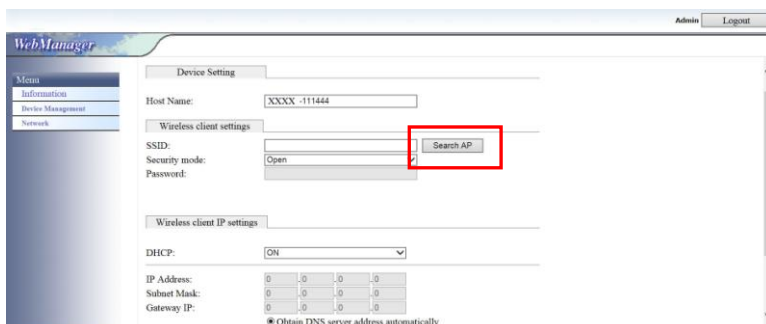 Admin Logout
WebManager
Menu
Information
Device Management
Network
Device Setting
Host Name: XXXX -111444
Wireless client settings
SSID: Search AP
Security mode: Open
Password:
Wireless client IP settings
DHCP: ON
IP Address: 0 .0 .0 .0
Subnet Mask: 0 .0 .0 .0
Gateway IP: 0 .0 .0 .0
Obtain DNS server address automatically